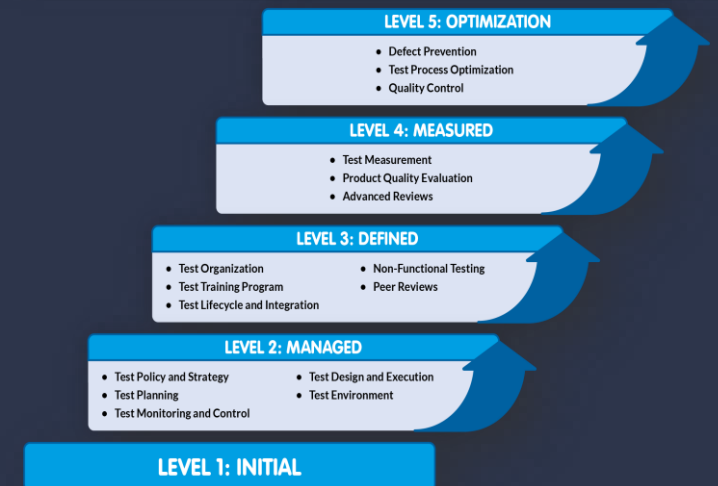 LEVEL 5: OPTIMIZATION
• Defect Prevention
• Test Process Optimization
• Quality Control
LEVEL 4: MEASURED
• Test Measurement
• Product Quality Evaluation
• Advanced Reviews
LEVEL 3: DEFINED
• Test Organization
• Test Training Program
• Test Lifecycle and Integration
• Non-Functional Testing
• Peer Reviews
LEVEL 2: MANAGED
• Test Policy and Strategy
• Test Planning
• Test Monitoring and Control
• Test Design and Execution
• Test Environment
LEVEL 1: INITIAL